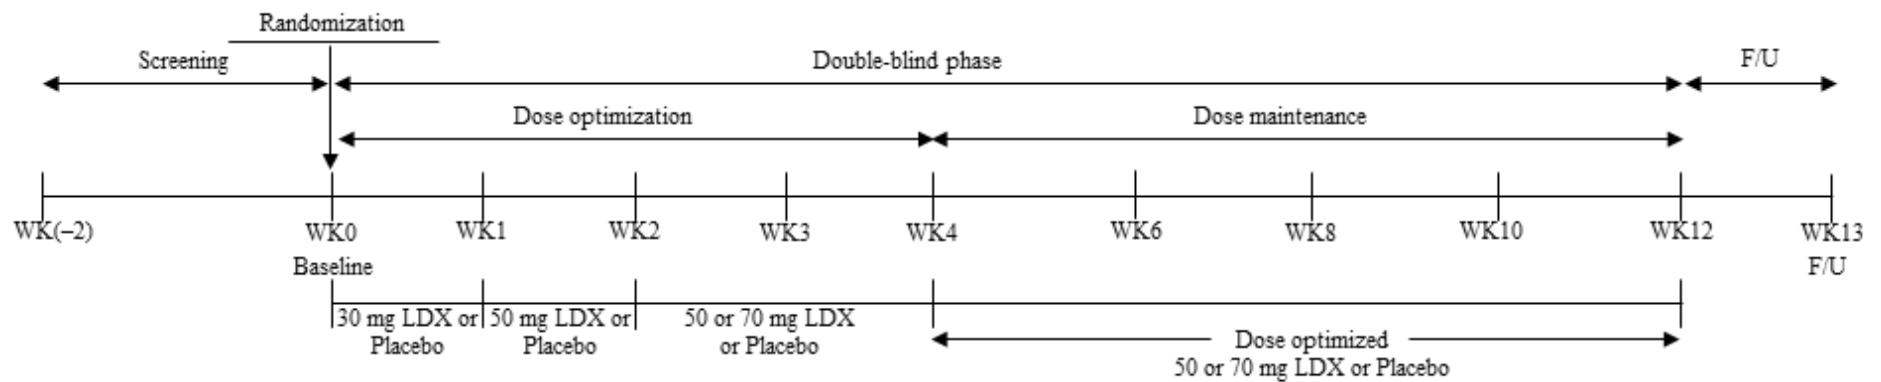 Randomization
Screening
Double-blind phase
F/U
Dose optimization
Dose maintenance
WK(–2)
WK0
WK1
WK2
WK3
WK4
WK6
WK8
WK10
WK12
WK13
Baseline
F/U
30 mg LDX or
Placebo
50 mg LDX or
Placebo
50 or 70 mg LDX
or Placebo
Dose optimized
50 or 70 mg LDX or Placebo